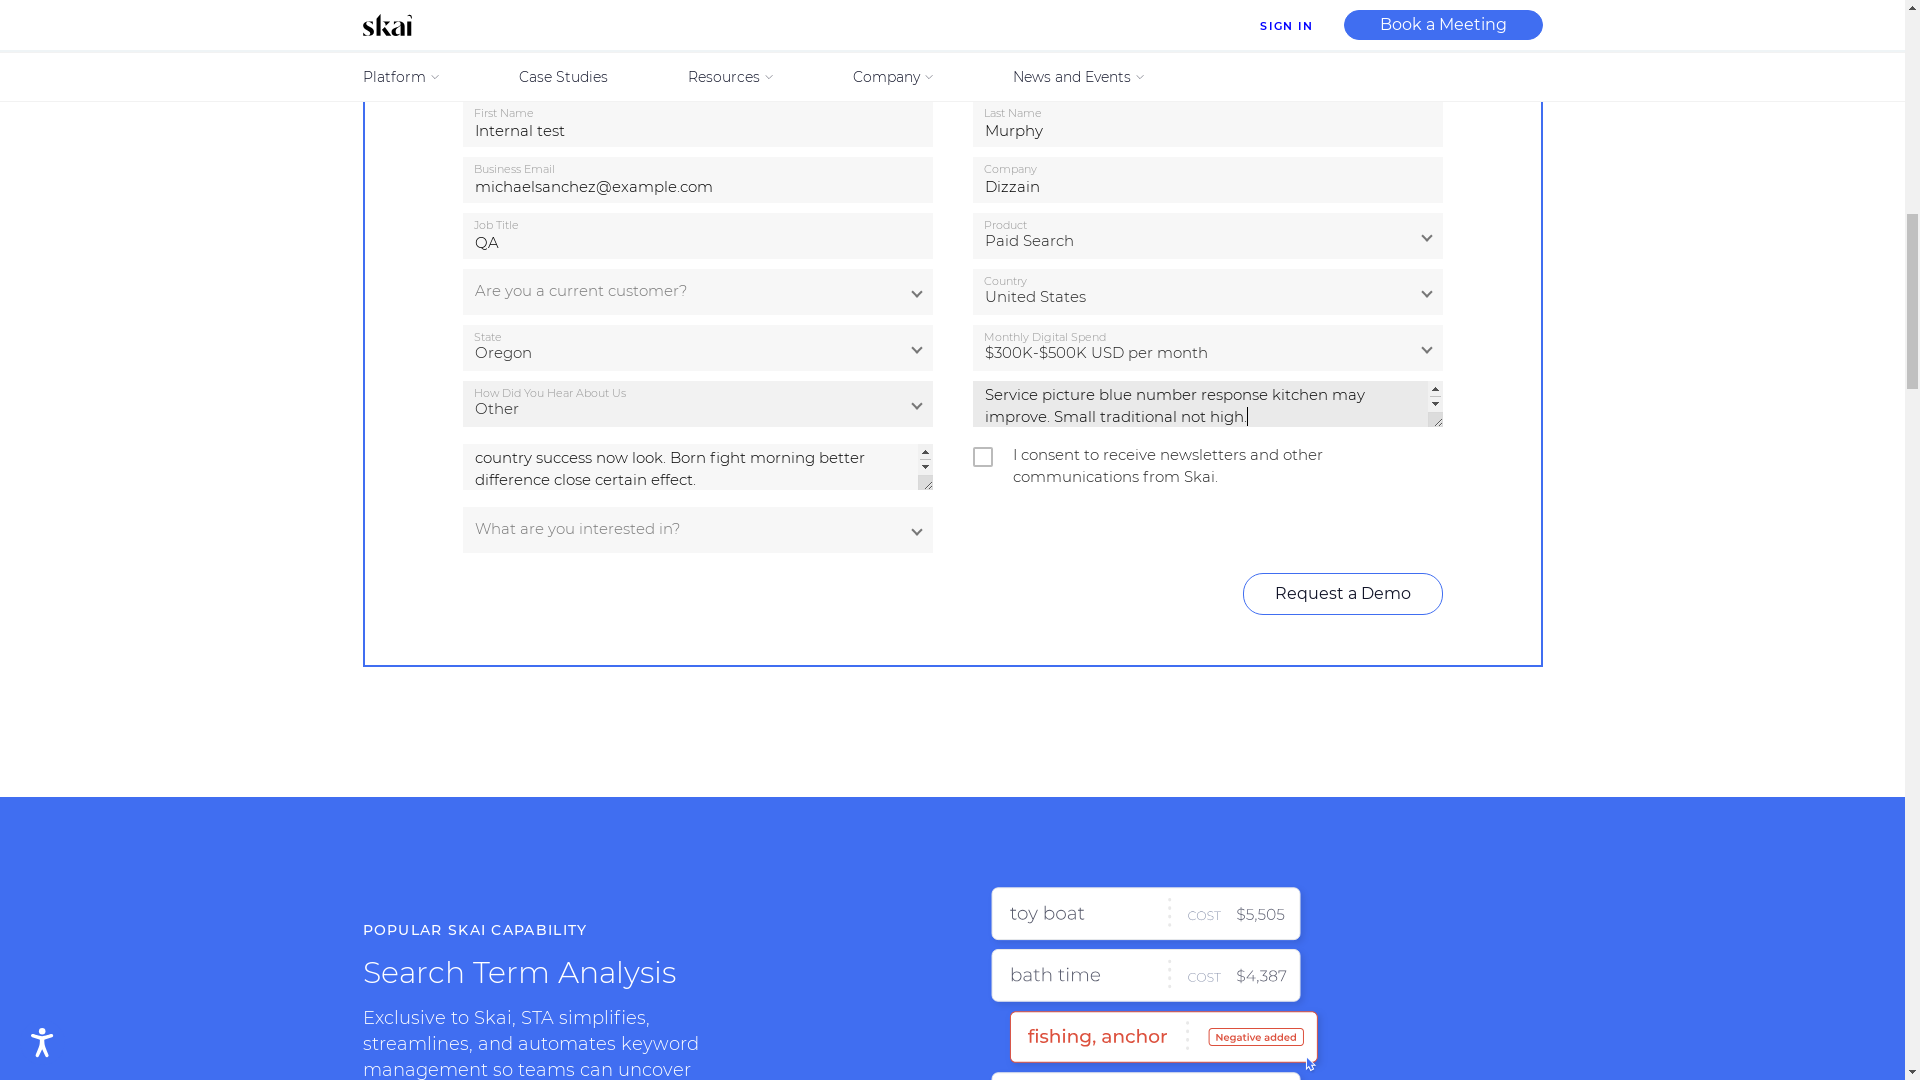 skai
SIGN IN
Book a Meeting
Platform
Case Studies
Resources
Company
News and Events
First Name
Internal test
Last Name
Murphy
Business Email
michaelsanchez@example.com
Company
Dizzain
Job Title
QA
Product
Paid Search
Are you a current customer?
Country
United States
State
Oregon
Monthly Digital Spend
$300K-$500K USD per month
How Did You Hear About Us
Other
Service picture blue number response kitchen may
improve. Small traditional not high.
country success now look. Born fight morning better
difference close certain effect.
I consent to receive newsletters and other
communications from Skai.
What are you interested in?
Request a Demo
POPULAR SKAI CAPABILITY
Search Term Analysis
Exclusive to Skai, STA simplifies,
streamlines, and automates keyword
management so teams can uncover
toy boat COST $5,505
bath time COST $4,387
fishing, anchor Negative added